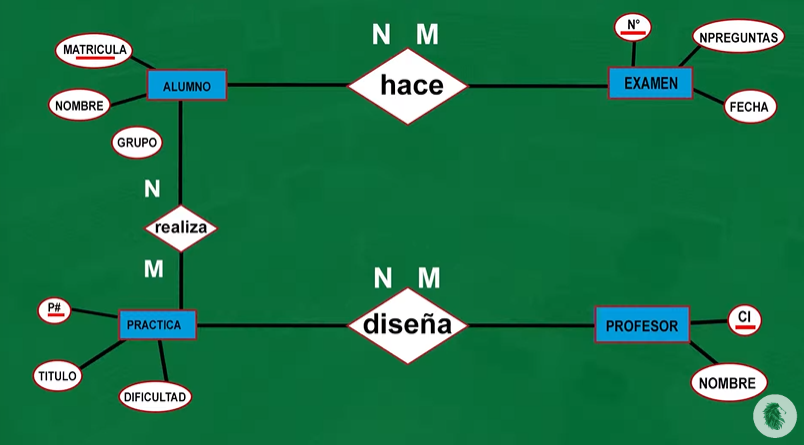 N M
N°
MATRICULA
NPREGUNTAS
ALUMNO
hace
EXAMEN
NOMBRE
FECHA
GRUPO
N
realiza
M
N M
P#
PRACTICA
diseña
PROFESOR
CI
TITULO
DIFICULTAD
NOMBRE